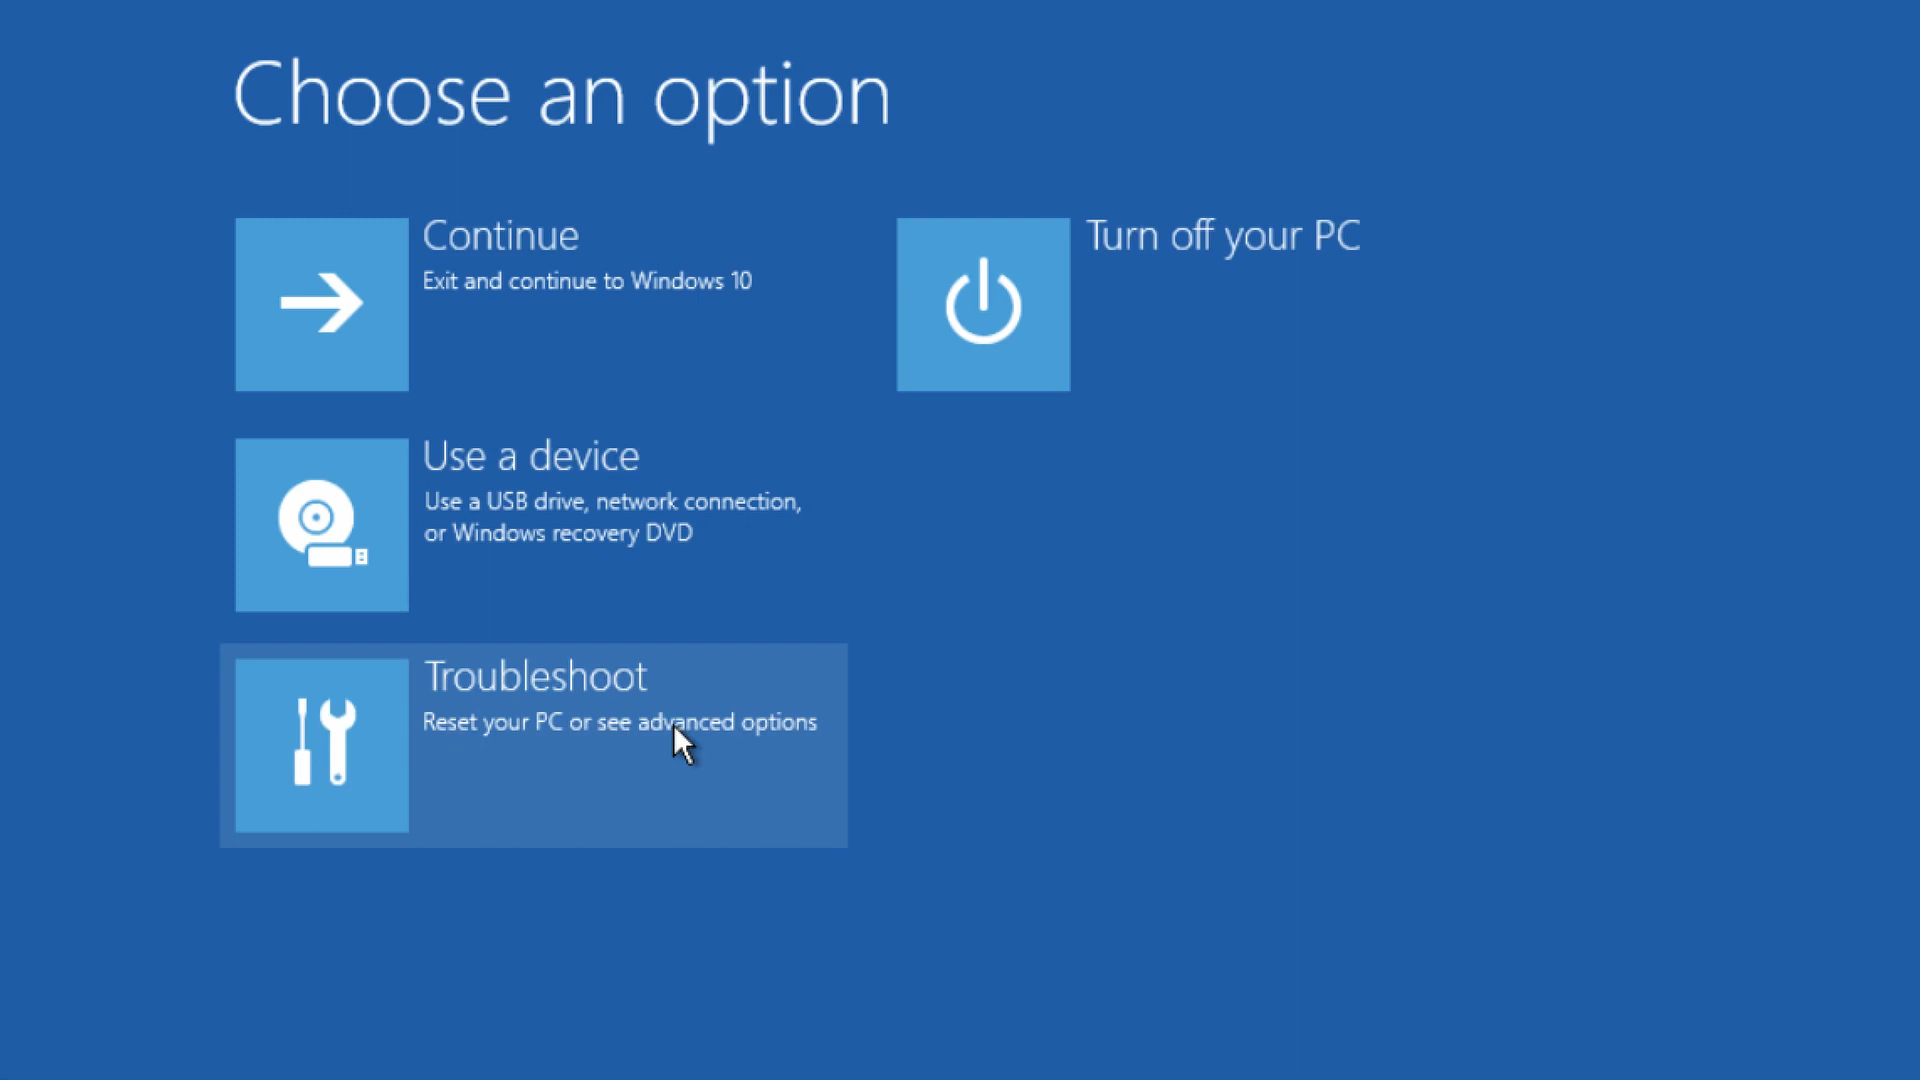 Choose an option
Continue
Exit and continue to Windows 10
Turn off your PC
Use a device
Use a USB drive, network connection,
or Windows recovery DVD
Troubleshoot
Reset your PC or see advanced options